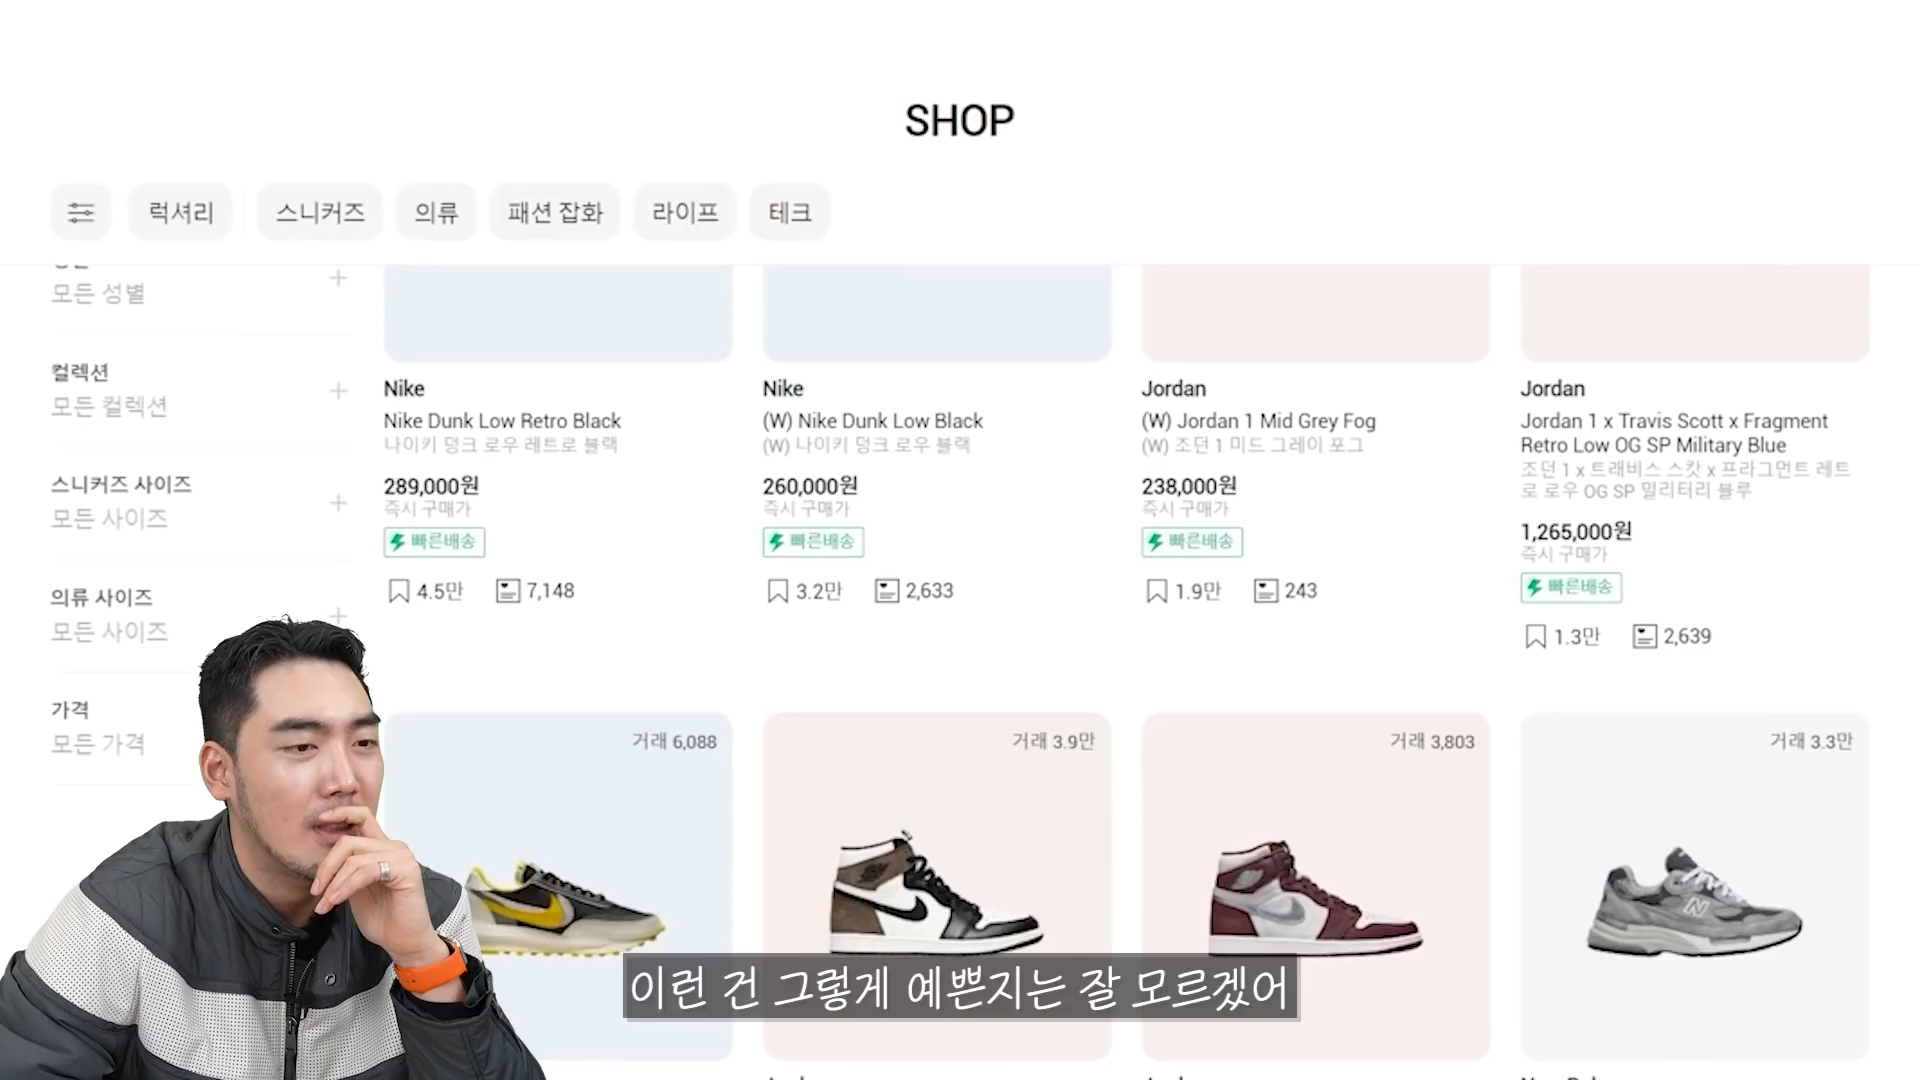 SHOP
럭셔리
스니커즈
의류
패션 잡화
라이프
테크
모든 성별
컬렉션
모든 컬렉션
스니커즈 사이즈
모든 사이즈
의류 사이즈
모든 사이즈
가격
모든 가격
Nike
Nike Dunk Low Retro Black
나이키 덩크 로우 레트로 블랙
289,000원
즉시 구매가
빠른배송
4.5만
7,148
Nike
(W) Nike Dunk Low Black
(W) 나이키 덩크 로우 블랙
260,000원
즉시 구매가
빠른배송
3.2만
2,633
Jordan
(W) Jordan 1 Mid Grey Fog
(W) 조던 1 미드 그레이 포그
238,000원
즉시 구매가
빠른배송
1.9만
243
Jordan
Jordan 1 x Travis Scott x Fragment
Retro Low OG SP Military Blue
조던 1 x 트래비스 스캇 x 프라그먼트 레트
로 로우 OG SP 밀리터리 블루
1,265,000원
즉시 구매가
빠른배송
1.3만
2,639
거래 6,088
거래 3.9만
거래 3,803
거래 3.3만
이런 건 그렇게 예쁜지는 잘 모르겠어